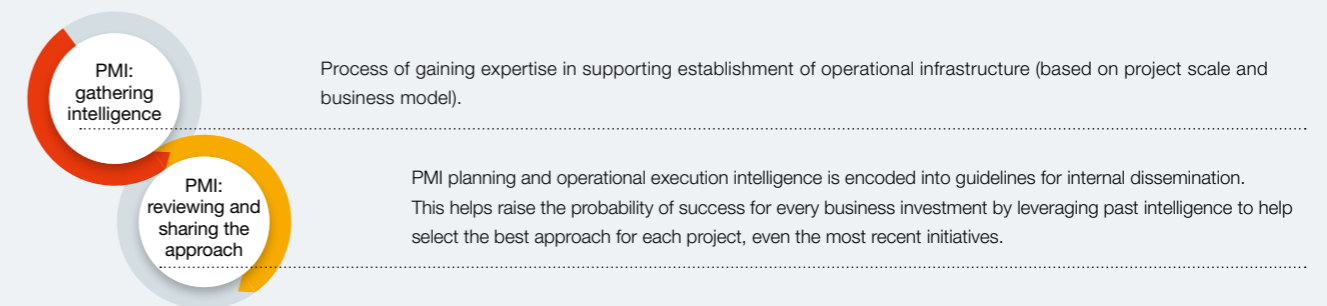 PMI:
gathering
intelligence
Process of gaining expertise in supporting establishment of operational infrastructure (based on project scale and
business model).
PMI:
reviewing and
sharing the
approach
PMI planning and operational execution intelligence is encoded into guidelines for internal dissemination.
This helps raise the probability of success for every business investment by leveraging past intelligence to help
select the best approach for each project, even the most recent initiatives.